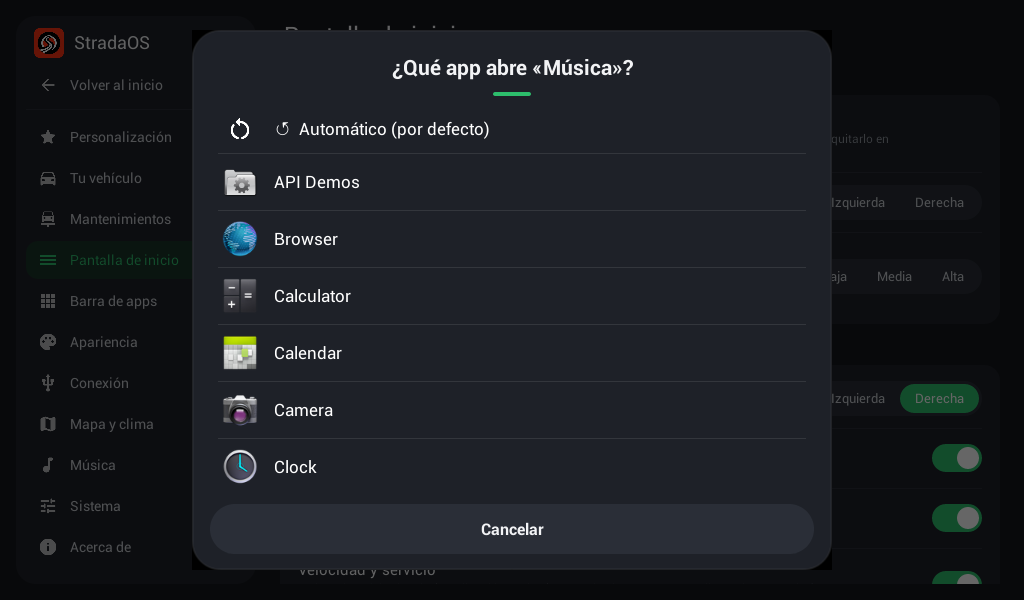 StradaOS
Volver al inicio
Personalización
Tu vehículo
Mantenimientos
Pantalla de inicio
Barra de apps
Apariencia
Conexión
Mapa y clima
Música
Sistema
Acerca de
¿Qué app abre «Música»?
↺ Automático (por defecto)
API Demos
Browser
Calculator
Calendar
Camera
Clock
Cancelar
quitarlo en
Izquierda Derecha
Media Alta
Izquierda Derecha
Velocidad y servicio